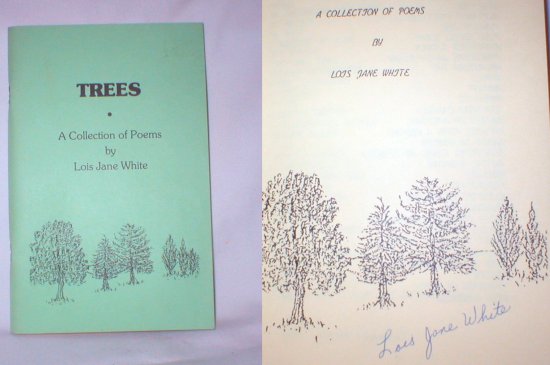 TREES
•
A Collection of Poems
by
Lois Jane White
A COLLECTION OF POEMS
BY
LOIS JANE WHITE
Lois Jane White